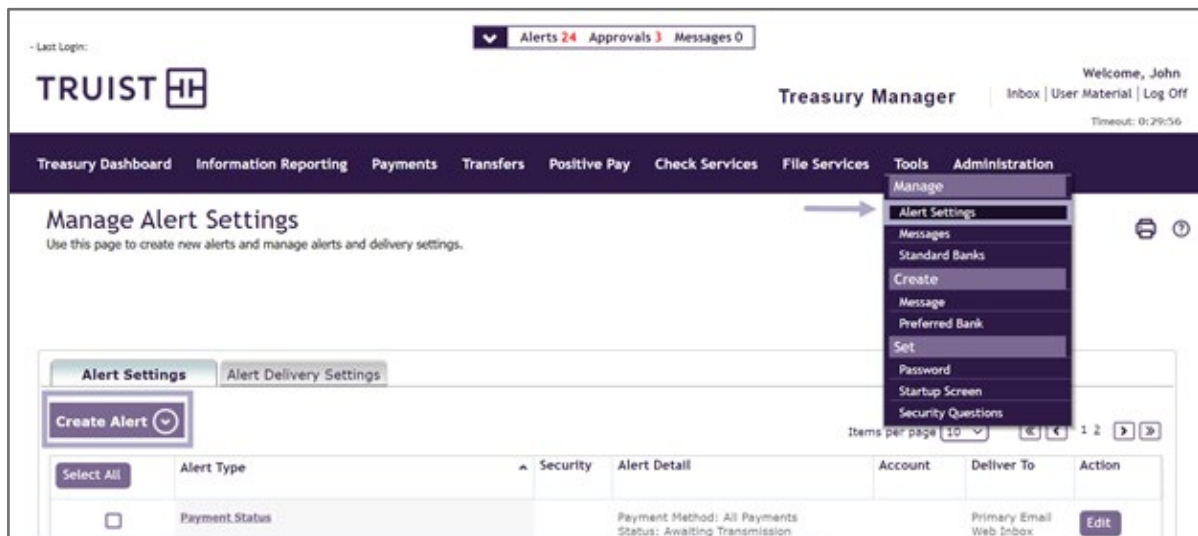 Alerts 24 Approvals 3 Messages 0
- Last Login:
TRUIST
Welcome, John
Treasury Manager
Inbox | User Material | Log Off
Timeout: 0:29:56
Treasury Dashboard Information Reporting Payments Transfers Positive Pay Check Services File Services Tools Administration
Manage
Alert Settings
Messages
Standard Banks
Create
Message
Preferred Bank
Set
Password
Startup Screen
Security Questions
Manage Alert Settings
Use this page to create new alerts and manage alerts and delivery settings.
Alert Settings Alert Delivery Settings
Create Alert
Items per page 10 1 2
Select All Alert Type Security Alert Detail Account Deliver To Action
Payment Status Payment Method: All Payments Primary Email Edit
Status: Awaiting Transmission Web Inbox